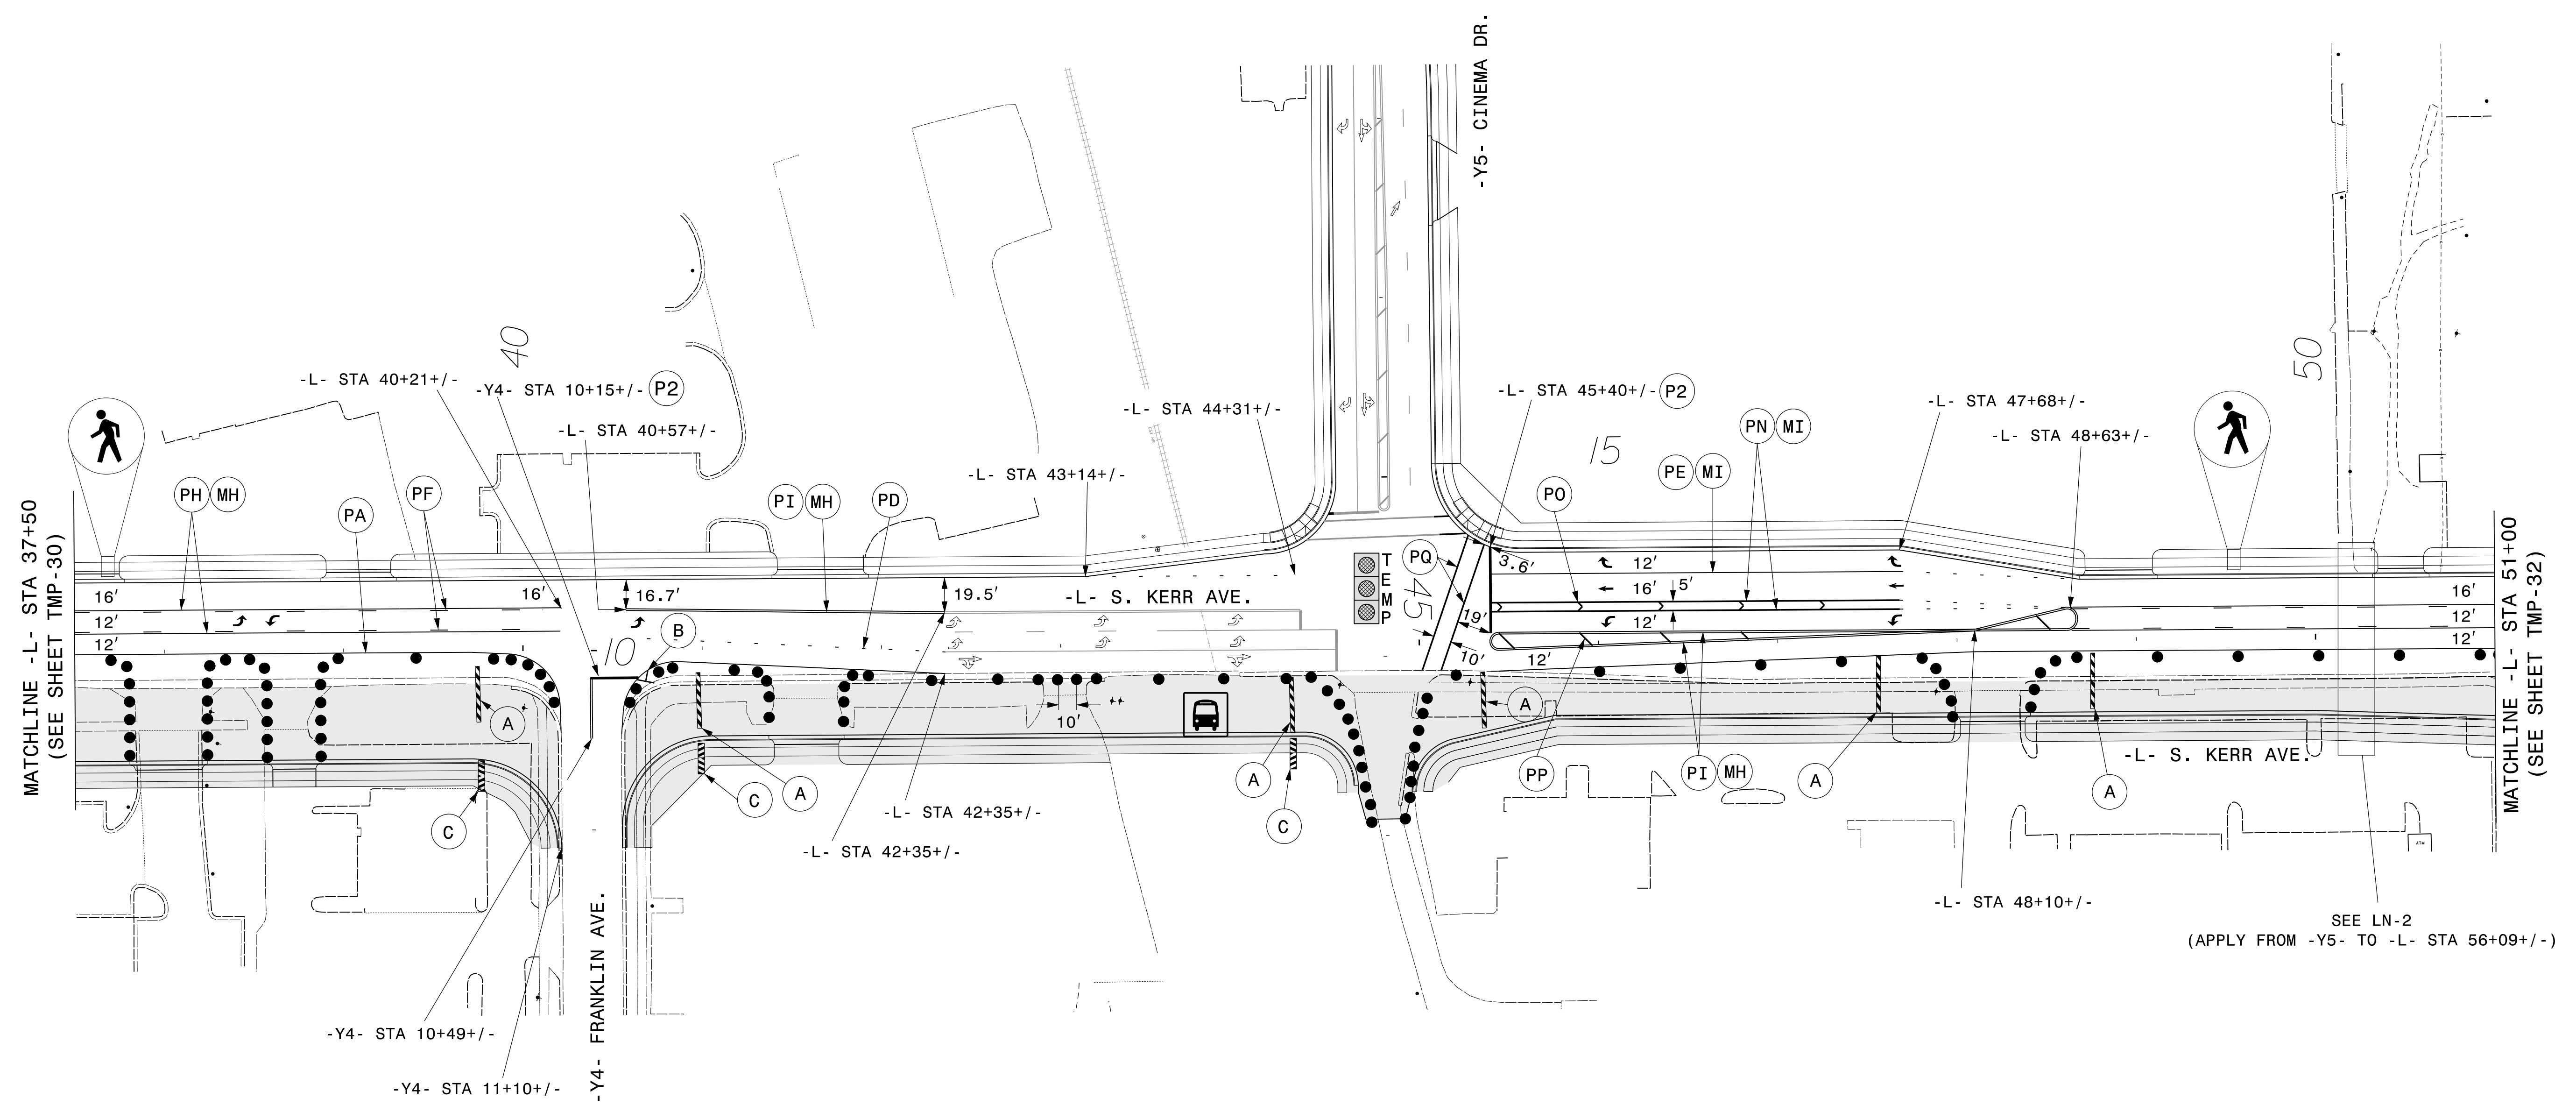 -Y5- CINEMA DR.
40
-L- STA 40+21+/-
-Y4- STA 10+15+/-
P2
-L- STA 40+57+/-
-L- STA 44+31+/-
-L- STA 43+14+/-
-L- STA 45+40+/-
P2
15
PN
MI
PE
MI
PO
-L- STA 47+68+/-
-L- STA 48+63+/-
50
MATCHLINE -L- STA 37+50
(SEE SHEET TMP-30)
PH
MH
PA
PF
PI
MH
PD
16'
12'
12'
16'
16.7'
19.5'
-L- S. KERR AVE.
TEMP
PQ
45
3.6'
19'
10'
12'
16'
5'
12'
12'
16'
12'
12'
MATCHLINE -L- STA 51+00
(SEE SHEET TMP-32)
B
10
A
C
C
A
10'
A
C
A
PP
PI
MH
A
A
-L- S. KERR AVE.
ATM
-L- STA 42+35+/-
-L- STA 42+35+/-
-L- STA 48+10+/-
SEE LN-2
(APPLY FROM -Y5- TO -L- STA 56+09+/-)
-Y4- STA 10+49+/-
-Y4- STA 11+10+/-
-Y4- FRANKLIN AVE.